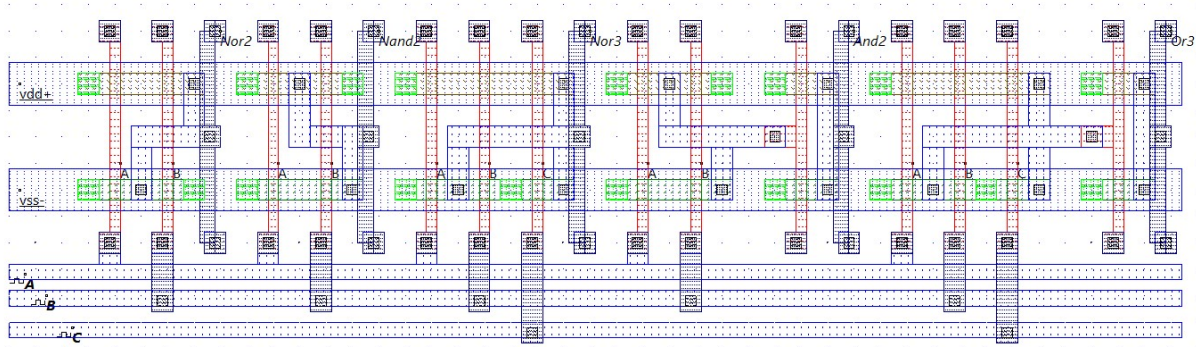 Nor2 Nand2 Nor3 And2 Or3
vdd+
A B A B A B C A B A B C
vss-
A
B
C